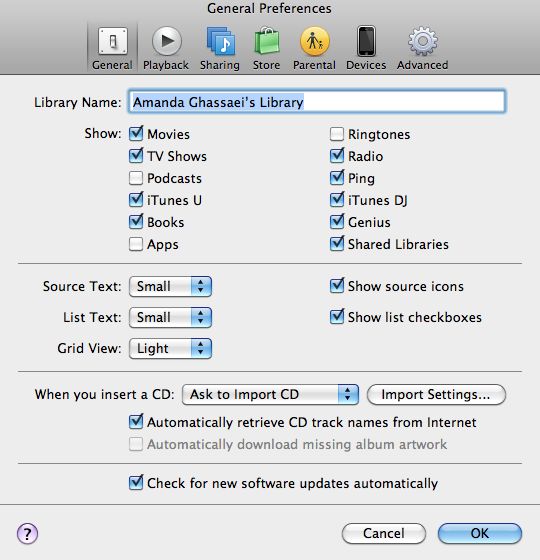 General Preferences
General Playback Sharing Store Parental Devices Advanced
Library Name: Amanda Ghassaei's Library
Show: Movies Ringtones
TV Shows Radio
Podcasts Ping
iTunes U iTunes DJ
Books Genius
Apps Shared Libraries
Source Text: Small Show source icons
List Text: Small Show list checkboxes
Grid View: Light
When you insert a CD: Ask to Import CD Import Settings...
Automatically retrieve CD track names from Internet
Automatically download missing album artwork
Check for new software updates automatically
? Cancel OK